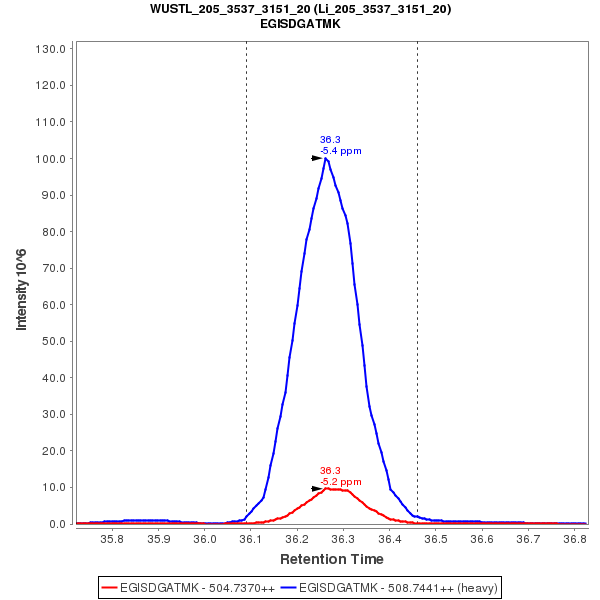 WUSTL_205_3537_3151_20 (Li_205_3537_3151_20)
EGISDGATMK
130.0
120.0
110.0
100.0
90.0
80.0
70.0
60.0
50.0
40.0
30.0
20.0
10.0
0.0
Intensity 10^6
36.3
-5.4 ppm
36.3
-5.2 ppm
35.8 35.9 36.0 36.1 36.2 36.3 36.4 36.5 36.6 36.7 36.8
Retention Time
EGISDGATMK - 504.7370++ EGISDGATMK - 508.7441++ (heavy)